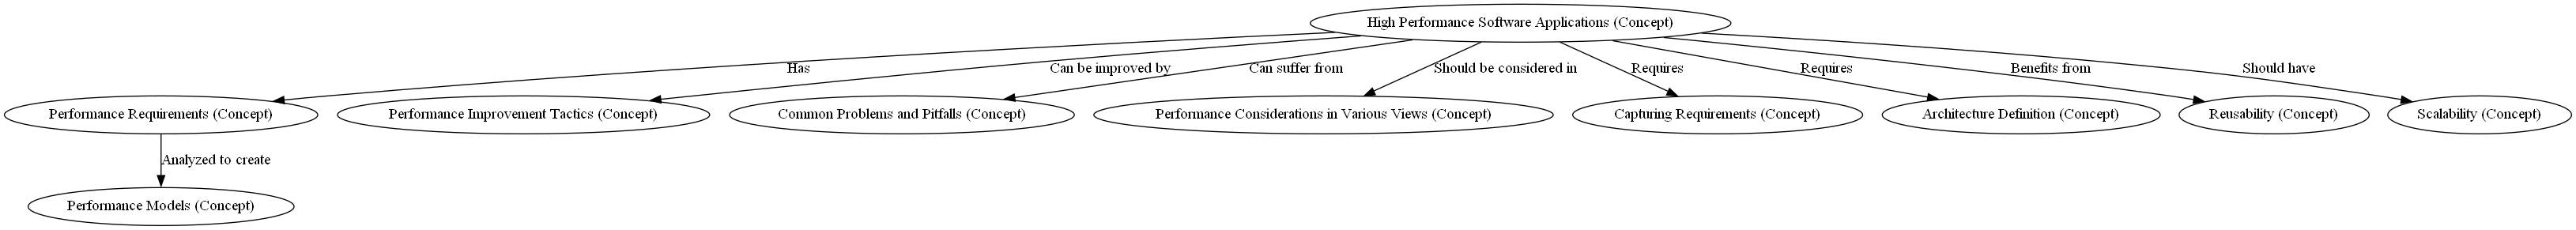 High Performance Software Applications (Concept)
Has
Can be improved by
Can suffer from
Should be considered in
Requires
Requires
Benefits from
Should have
Performance Requirements (Concept)
Performance Improvement Tactics (Concept)
Common Problems and Pitfalls (Concept)
Performance Considerations in Various Views (Concept)
Capturing Requirements (Concept)
Architecture Definition (Concept)
Reusability (Concept)
Scalability (Concept)
Analyzed to create
Performance Models (Concept)